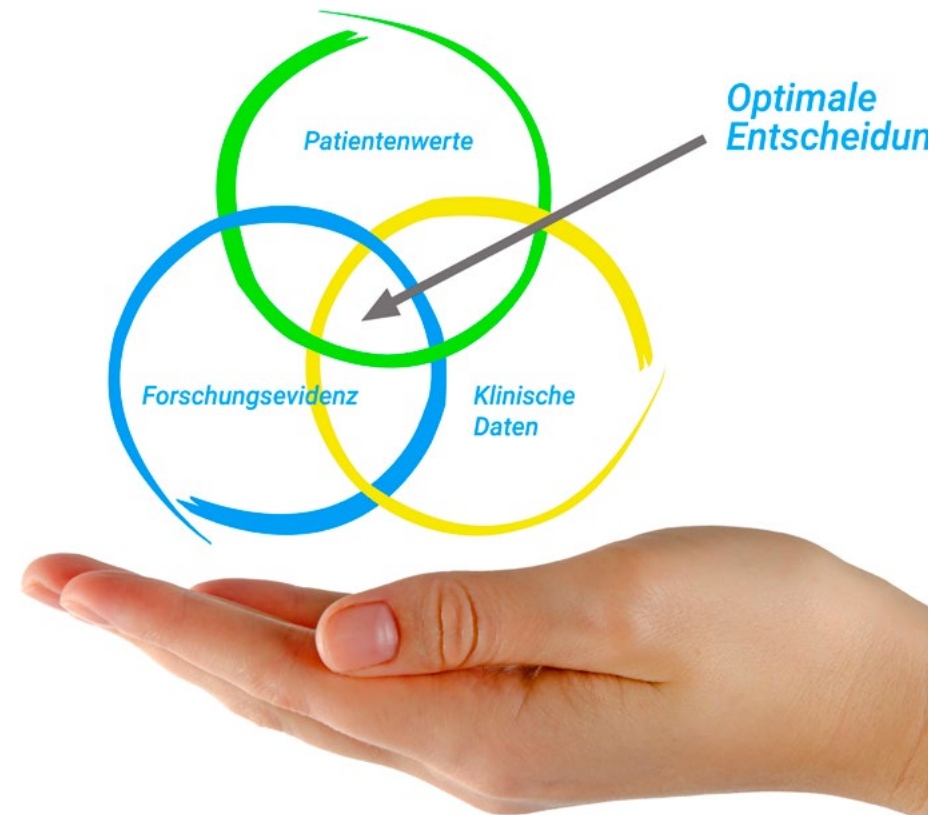 Patientenwerte
Optimale
Entscheidun
Forschungsevidenz
Klinische
Daten